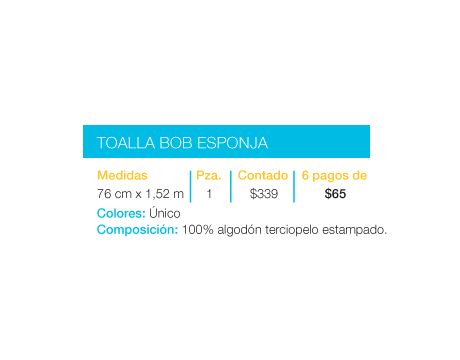 TOALLA BOB ESPONJA
Medidas Pza. Contado 6 pagos de
76 cm x 1,52 m 1 $339 $65
Colores: Único
Composición: 100% algodón terciopelo estampado.